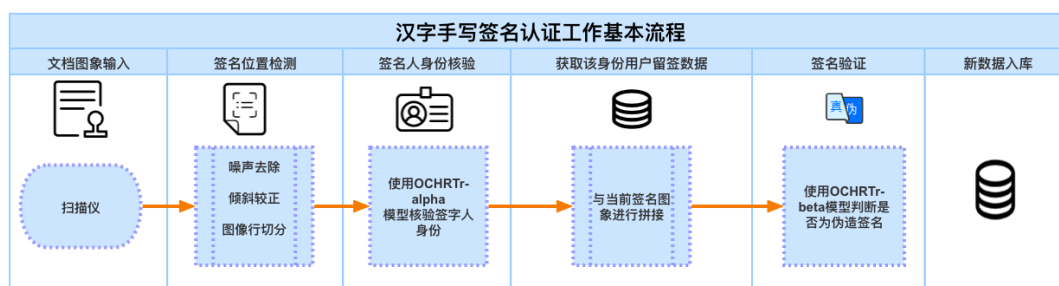 汉字手写签名认证工作基本流程
文档图象输入
签名位置检测
签名人身份核验
获取该身份用户留签数据
签名验证
新数据入库
真 伪
扫描仪
噪声去除
倾斜较正
图像行切分
使用OCHRTr-
alpha
模型核验签字人
身份
与当前签名图
象进行拼接
使用OCHRTr-
beta模型判断是
否为伪造签名